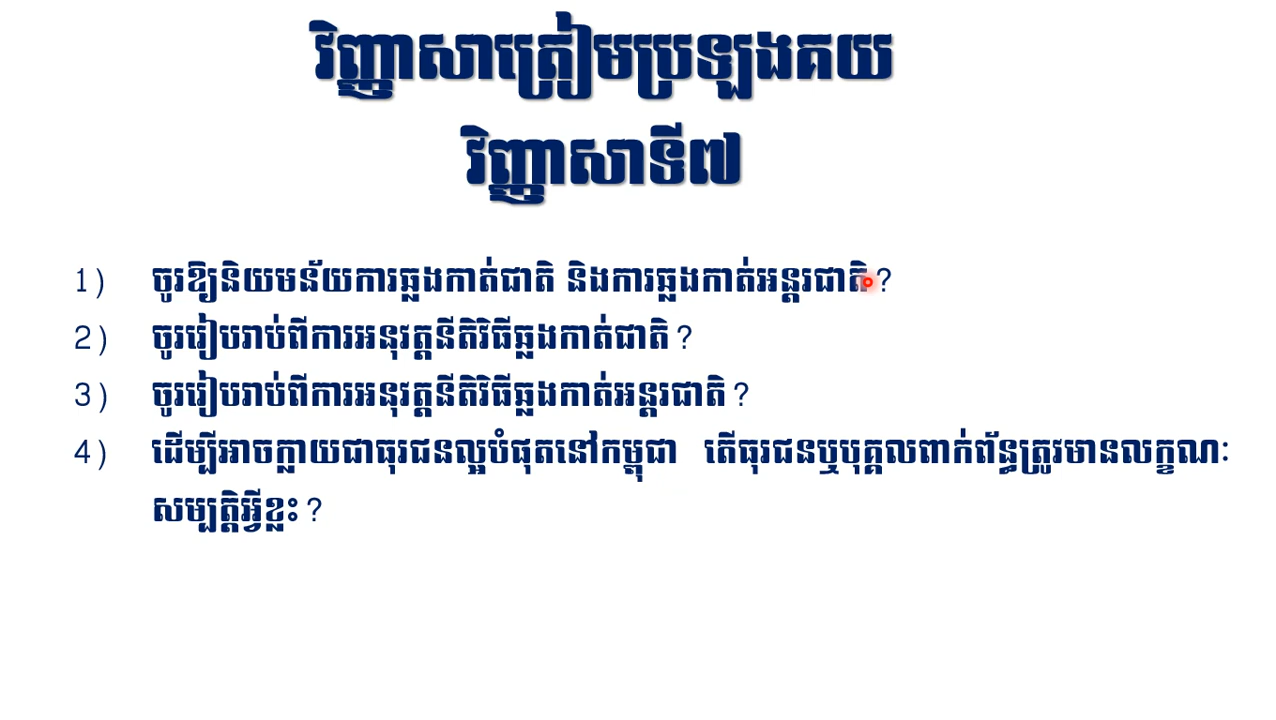 វិញ្ញាសាត្រៀមប្រឡងគយ
វិញ្ញាសាទី៧
1) ចូរឱ្យនិយមន័យការឆ្លងកាត់ជាតិ និងការឆ្លងកាត់អន្តរជាតិ?
2) ចូររៀបរាប់ពីការអនុវត្តនីតិវិធីឆ្លងកាត់ជាតិ?
3) ចូររៀបរាប់ពីការអនុវត្តនីតិវិធីឆ្លងកាត់អន្តរជាតិ?
4) ដើម្បីអាចក្លាយជាធុរជនល្អបំផុតនៅកម្ពុជា តើធុរជនឬបុគ្គលពាក់ព័ន្ធត្រូវមានលក្ខណៈ
សម្បត្តិអ្វីខ្លះ?